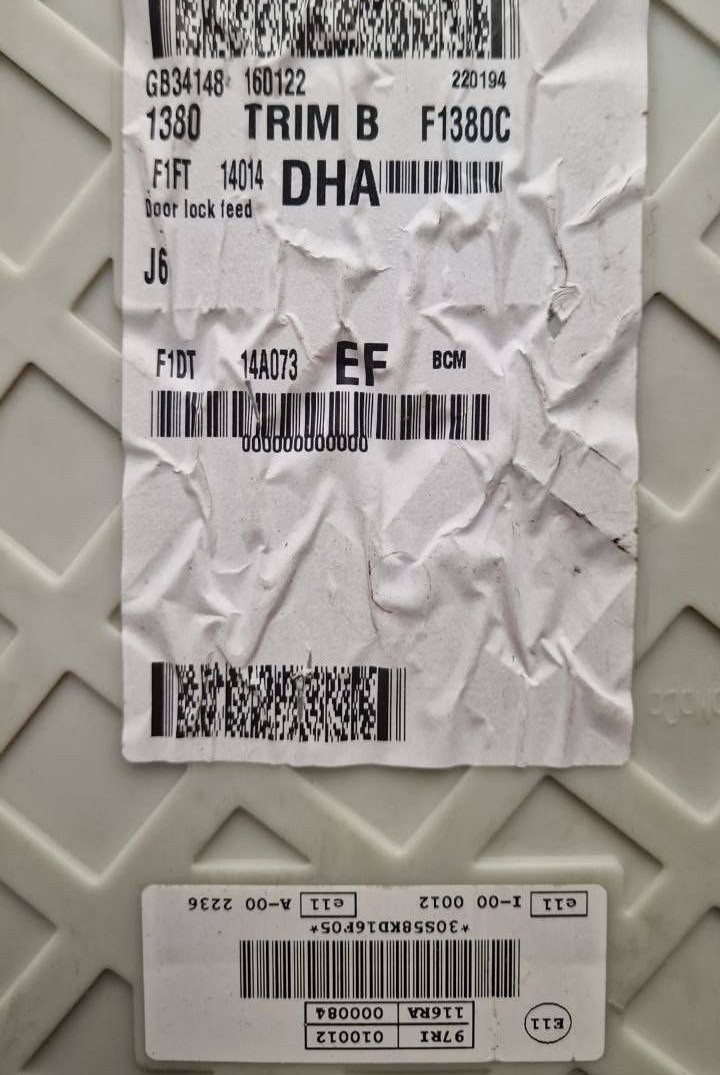 GB34148 160122 220194
1380 TRIM B F1380C
F1FT 14014 DHA
Door lock feed
J6
F1DT 14A073 EF BCM
000000000000
E11 97RI 010012
116RA 000084
*30S58KD16F05*
e11 I-00 0012 e11 A-00 2236